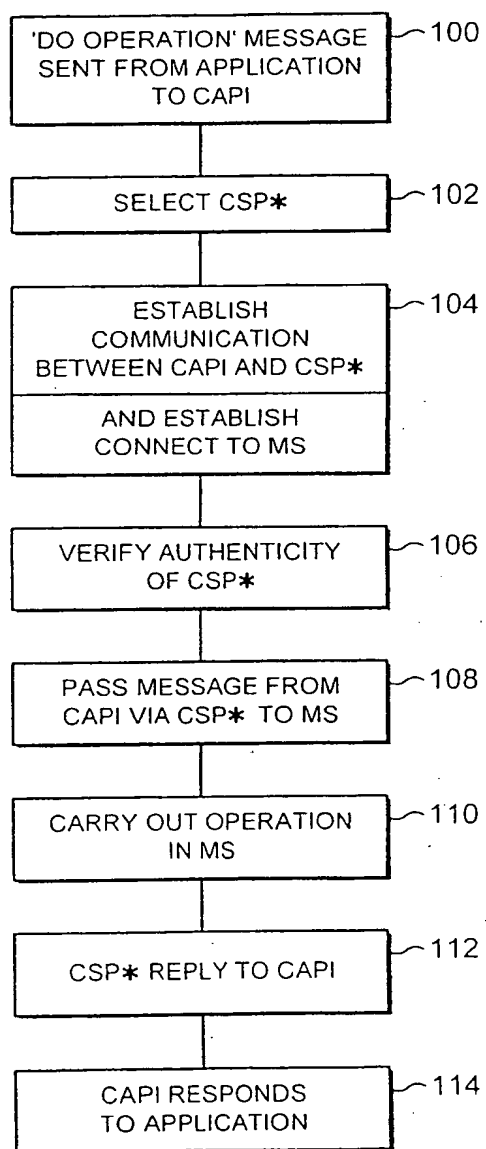 'DO OPERATION' MESSAGE
SENT FROM APPLICATION
TO CAPI
100
SELECT CSP*
102
ESTABLISH
COMMUNICATION
BETWEEN CAPI AND CSP*
104
AND ESTABLISH
CONNECT TO MS
VERIFY AUTHENTICITY
OF CSP*
106
PASS MESSAGE FROM
CAPI VIA CSP* TO MS
108
CARRY OUT OPERATION
IN MS
110
CSP* REPLY TO CAPI
112
CAPI RESPONDS
TO APPLICATION
114